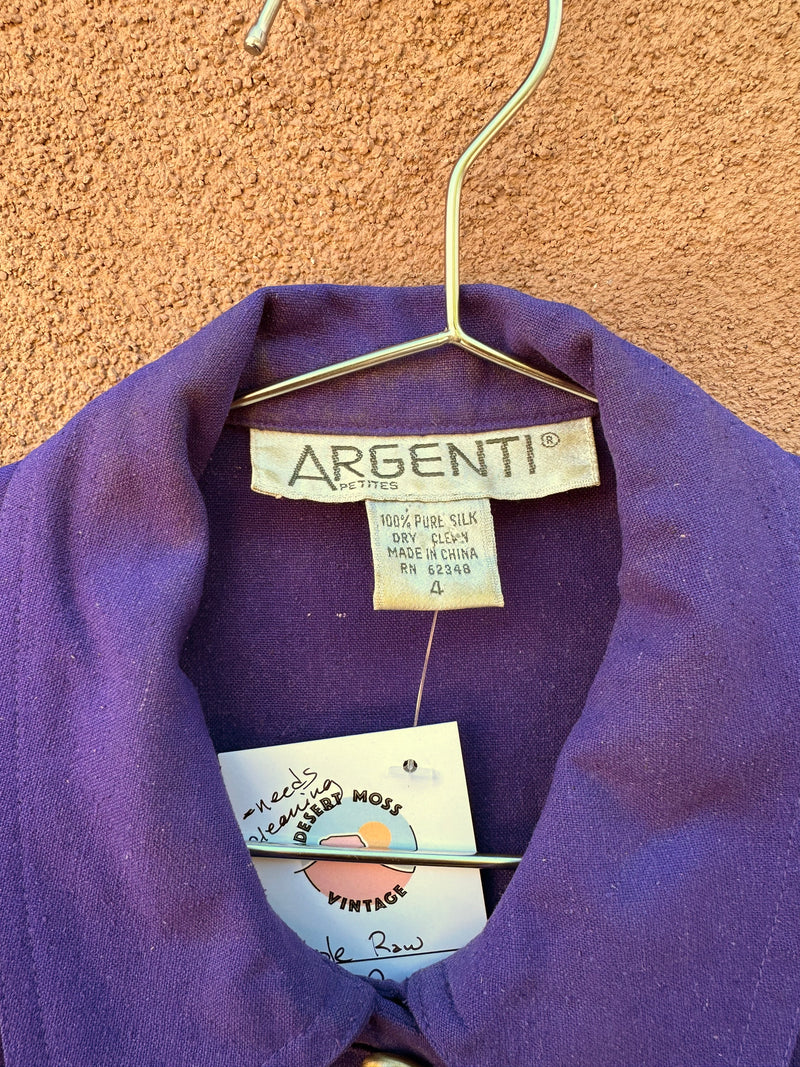 ARGENTI®
PETITES
100% PURE SILK
DRY CLEAN
MADE IN CHINA
RN 62348
4
-needs
cleaning
DESERT MOSS
VINTAGE
Raw